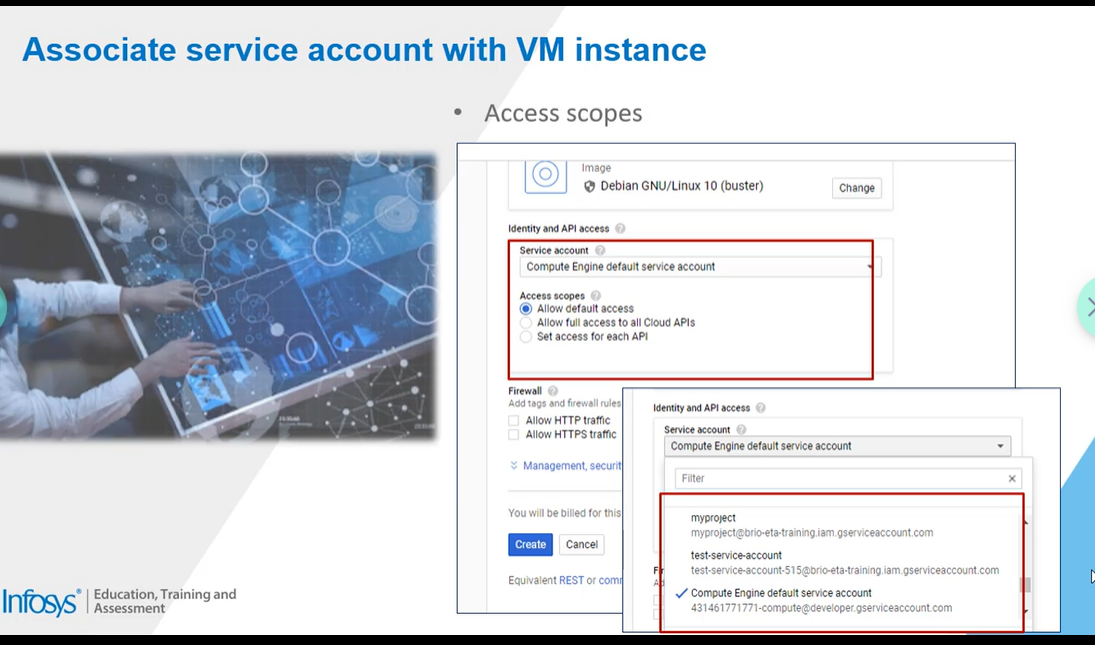 Associate service account with VM instance
• Access scopes
Image
Debian GNU/Linux 10 (buster)
Change
Identity and API access
Service account
Compute Engine default service account
Access scopes
Allow default access
Allow full access to all Cloud APIs
Set access for each API
Firewall
Add tags and firewall rules
Allow HTTP traffic
Allow HTTPS traffic
Management, securit
You will be billed for this
Create
Cancel
Equivalent REST or comm
Identity and API access
Service account
Compute Engine default service account
Filter
myproject
myproject@brio-eta-training.iam.gserviceaccount.com
test-service-account
test-service-account-515@brio-eta-training.iam.gserviceaccount.com
Compute Engine default service account
431461771771-compute@developer.gserviceaccount.com
Infosys®
Education, Training and
Assessment